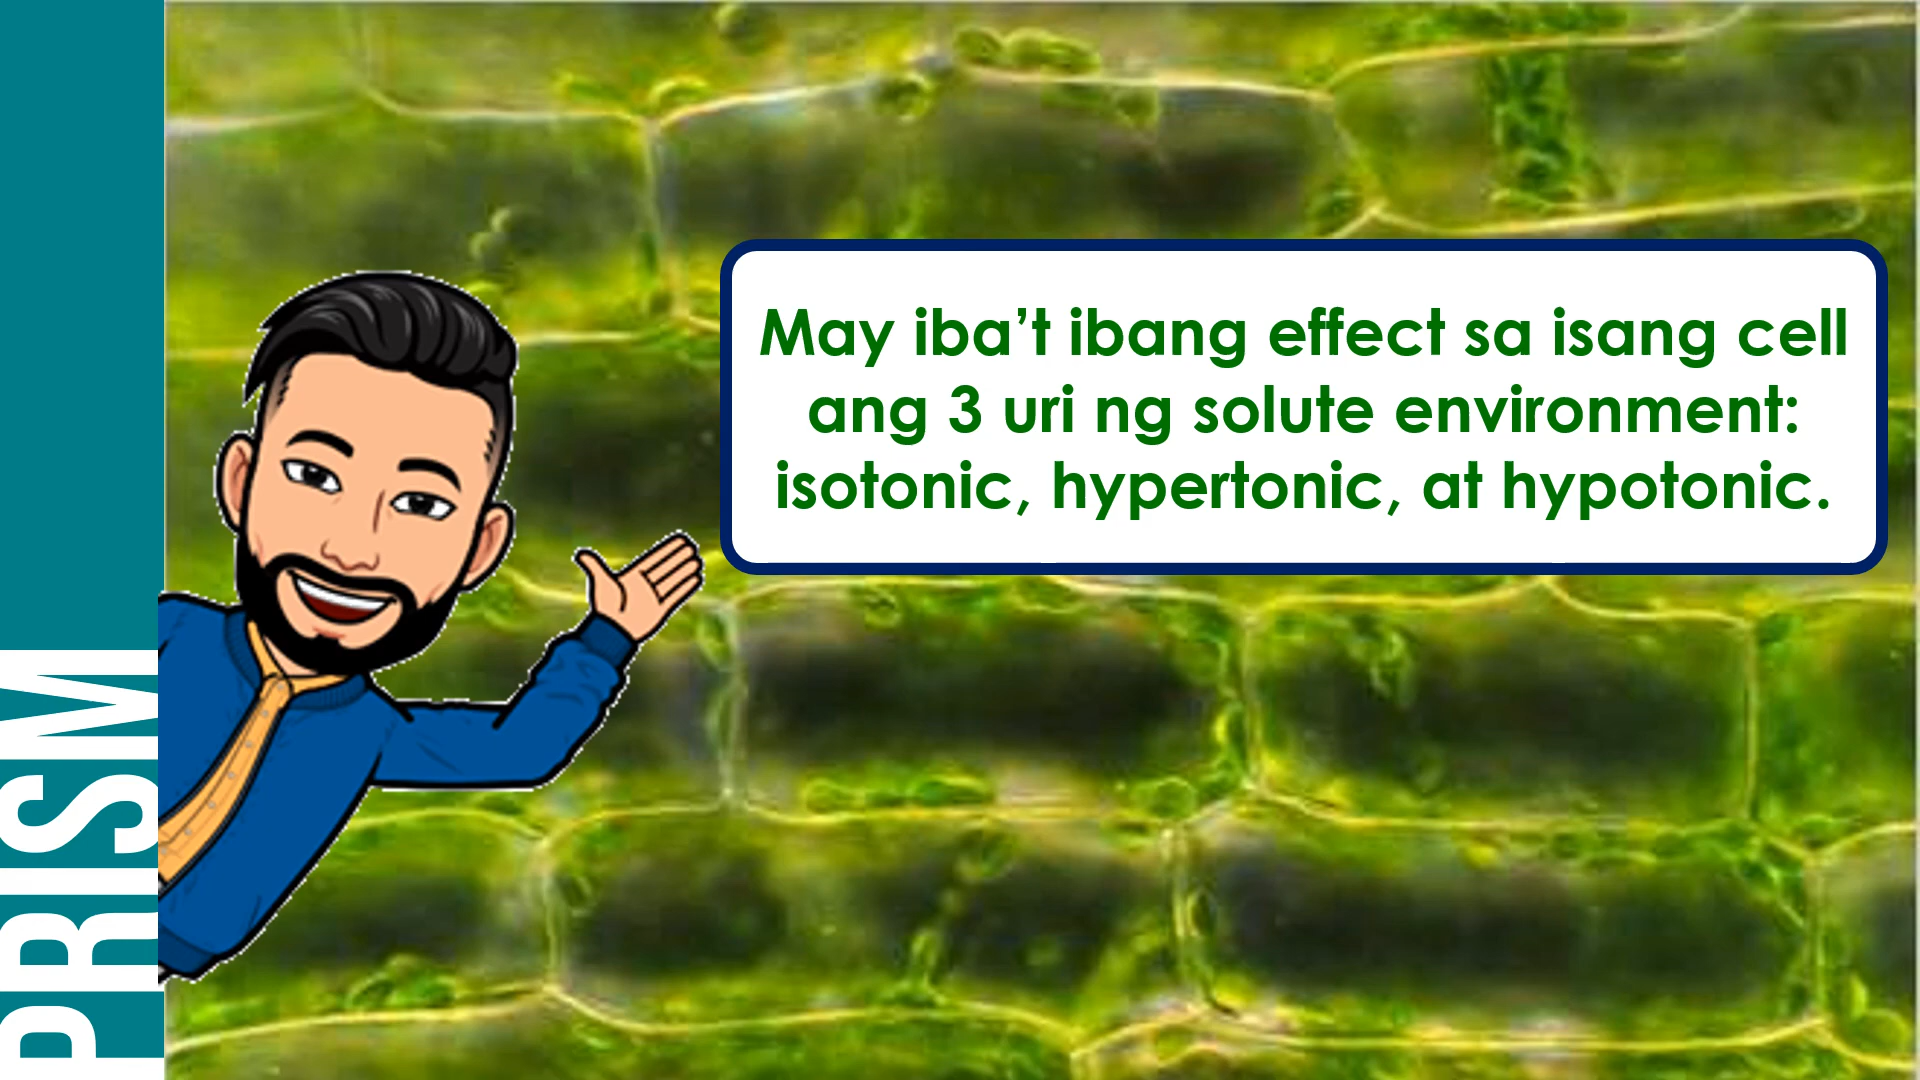 May iba’t ibang effect sa isang cell
ang 3 uri ng solute environment:
isotonic, hypertonic, at hypotonic.
PRISM